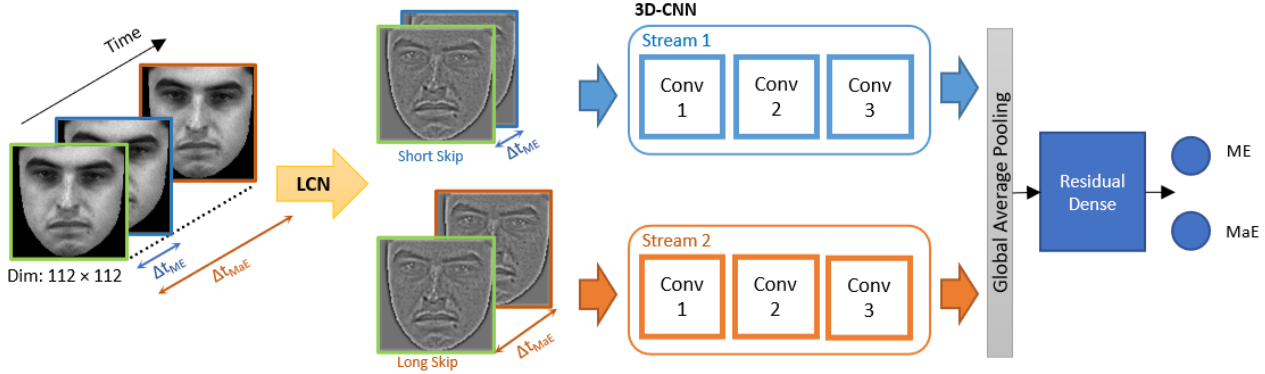 Time
Dim: 112 × 112
Δt_ME
Δt_MaE
LCN
Short Skip
Δt_ME
Long Skip
Δt_MaE
3D-CNN
Stream 1
Conv
1
Conv
2
Conv
3
Stream 2
Conv
1
Conv
2
Conv
3
Global Average Pooling
Residual
Dense
ME
MaE